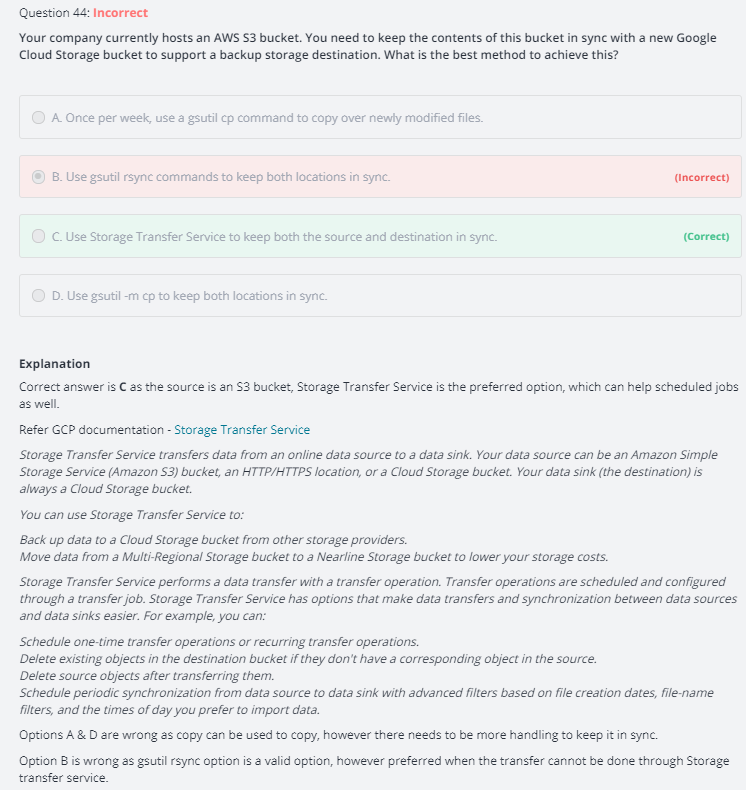 Question 44: Incorrect
Your company currently hosts an AWS S3 bucket. You need to keep the contents of this bucket in sync with a new Google
Cloud Storage bucket to support a backup storage destination. What is the best method to achieve this?
A. Once per week, use a gsutil cp command to copy over newly modified files.
B. Use gsutil rsync commands to keep both locations in sync.
(Incorrect)
C. Use Storage Transfer Service to keep both the source and destination in sync.
(Correct)
D. Use gsutil -m cp to keep both locations in sync.
Explanation
Correct answer is C as the source is an S3 bucket, Storage Transfer Service is the preferred option, which can help scheduled jobs
as well.
Refer GCP documentation - Storage Transfer Service
Storage Transfer Service transfers data from an online data source to a data sink. Your data source can be an Amazon Simple
Storage Service (Amazon S3) bucket, an HTTP/HTTPS location, or a Cloud Storage bucket. Your data sink (the destination) is
always a Cloud Storage bucket.
You can use Storage Transfer Service to:
Back up data to a Cloud Storage bucket from other storage providers.
Move data from a Multi-Regional Storage bucket to a Nearline Storage bucket to lower your storage costs.
Storage Transfer Service performs a data transfer with a transfer operation. Transfer operations are scheduled and configured
through a transfer job. Storage Transfer Service has options that make data transfers and synchronization between data sources
and data sinks easier. For example, you can:
Schedule one-time transfer operations or recurring transfer operations.
Delete existing objects in the destination bucket if they don't have a corresponding object in the source.
Delete source objects after transferring them.
Schedule periodic synchronization from data source to data sink with advanced filters based on file creation dates, file-name
filters, and the times of day you prefer to import data.
Options A & D are wrong as copy can be used to copy, however there needs to be more handling to keep it in sync.
Option B is wrong as gsutil rsync option is a valid option, however preferred when the transfer cannot be done through Storage
transfer service.